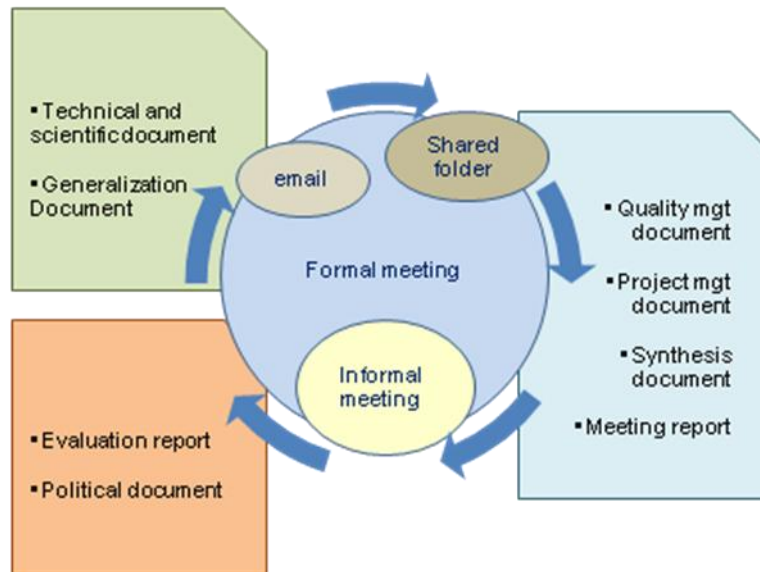 ▪ Technical and
scientific document
▪ Generalization
Document
email
Shared
folder
Formal meeting
Informal
meeting
▪ Quality mgt
document
▪ Project mgt
document
▪ Synthesis
document
▪ Meeting report
▪ Evaluation report
▪ Political document